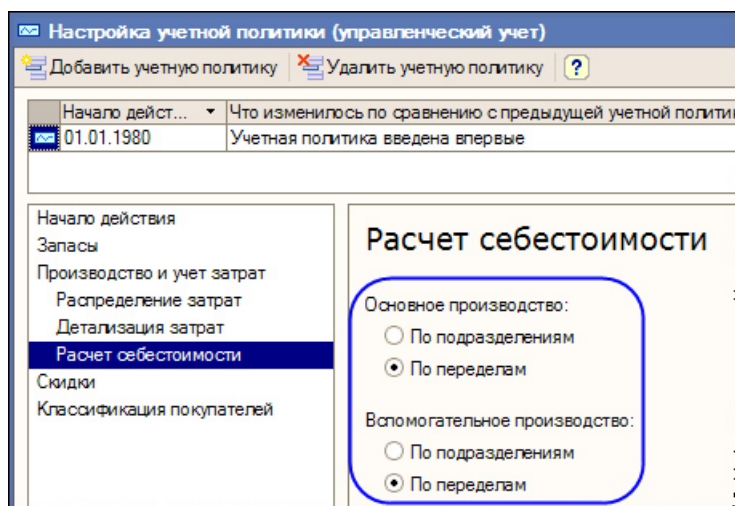 Настройка учетной политики (управленческий учет)
Добавить учетную политику Удалить учетную политику ?
Начало дейст... Что изменилось по сравнению с предыдущей учетной
01.01.1980 Учетная политика введена впервые
Начало действия
Запасы
Производство и учет затрат
Распределение затрат
Детализация затрат
Расчет себестоимости
Скидки
Классификация покупателей
Расчет себестоимости
Основное производство:
По подразделениям
По переделам
Вспомогательное производство:
По подразделениям
По переделам